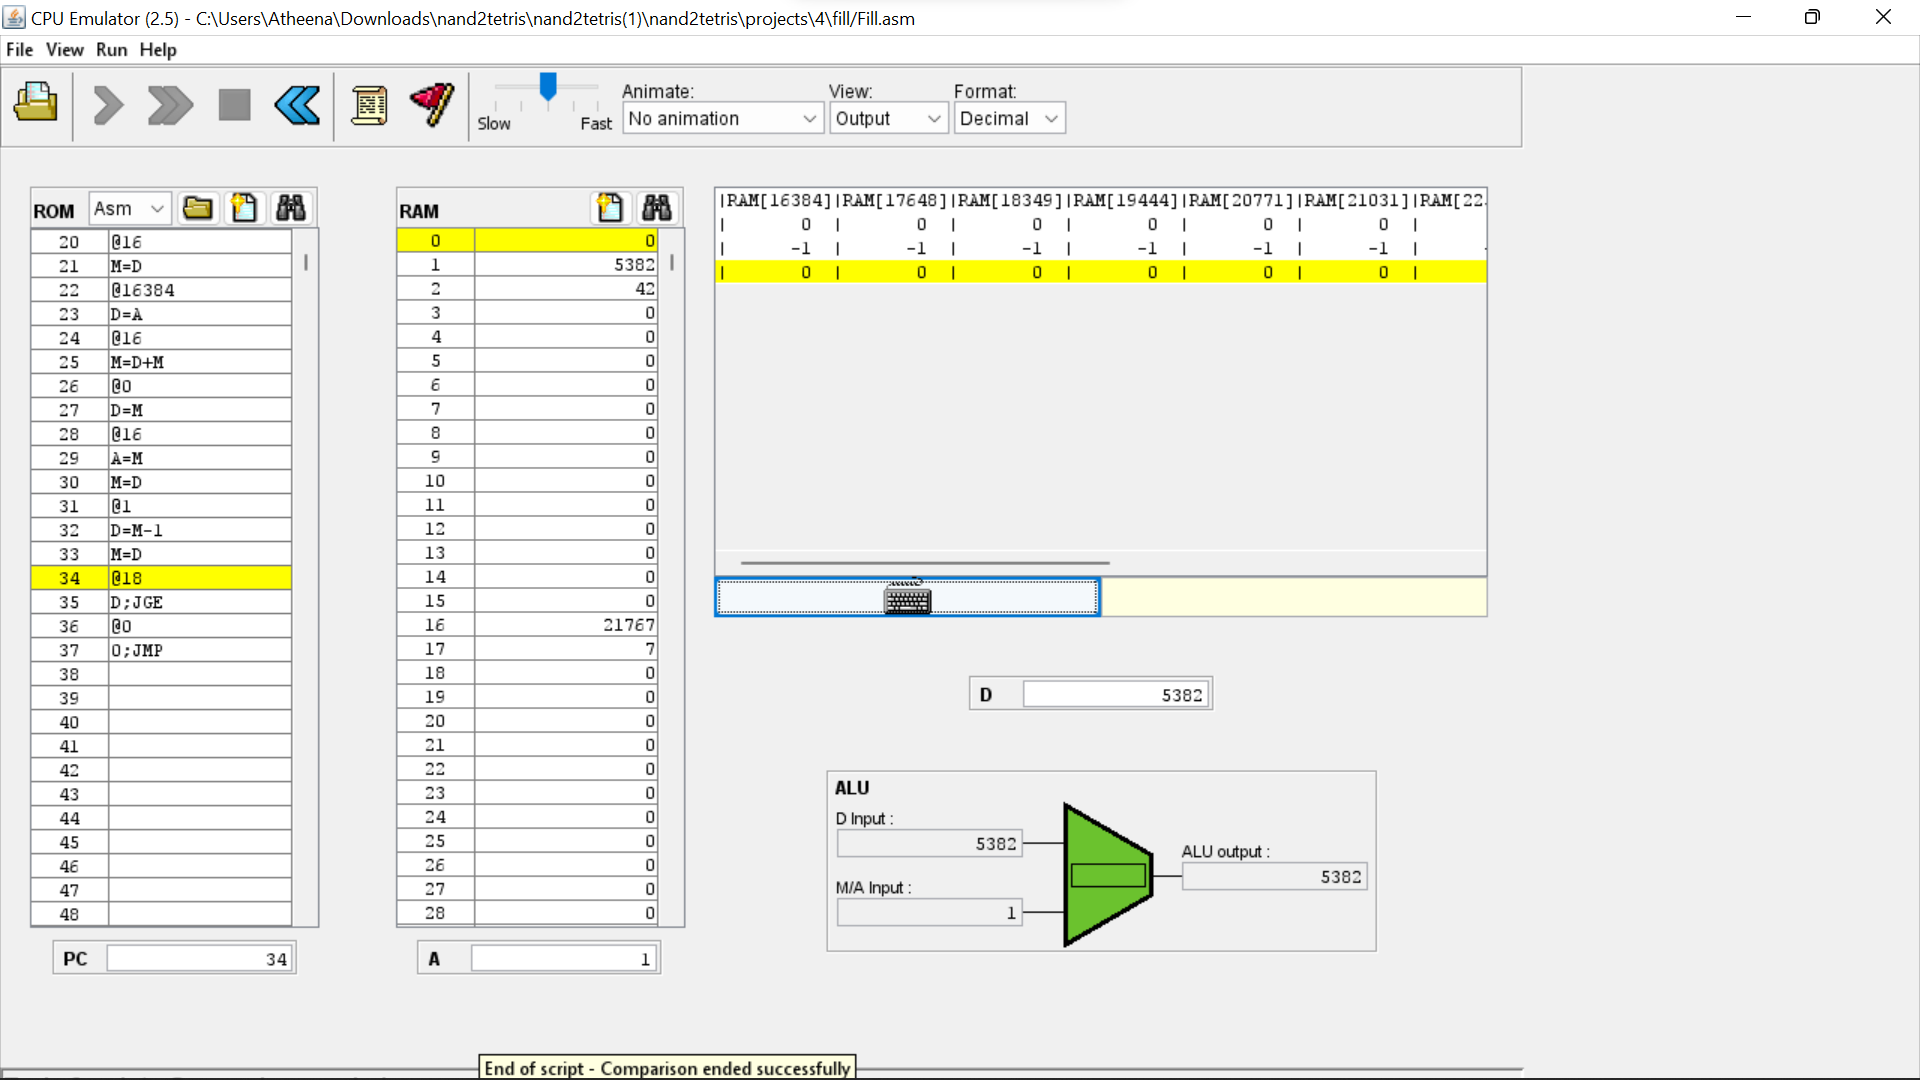 CPU Emulator (2.5) - C:\Users\Atheena\Downloads\nand2tetris\nand2tetris(1)\nand2tetris\projects\4\fill/Fill.asm
File View Run Help
Animate: View: Format:
Slow Fast No animation Output Decimal
ROM Asm
20 @16
21 M=D
22 @16384
23 D=A
24 @16
25 M=D+M
26 @0
27 D=M
28 @16
29 A=M
30 M=D
31 @1
32 D=M-1
33 M=D
34 @18
35 D;JGE
36 @0
37 0;JMP
38
39
40
41
42
43
44
45
46
47
48
PC 34
RAM
0 0
1 5382
2 42
3 0
4 0
5 0
6 0
7 0
8 0
9 0
10 0
11 0
12 0
13 0
14 0
15 0
16 21767
17 7
18 0
19 0
20 0
21 0
22 0
23 0
24 0
25 0
26 0
27 0
28 0
A 1
|RAM[16384]|RAM[17648]|RAM[18349]|RAM[19444]|RAM[20771]|RAM[21031]|RAM[22
| 0 | 0 | 0 | 0 | 0 | 0 |
| -1 | -1 | -1 | -1 | -1 | -1 |
| 0 | 0 | 0 | 0 | 0 | 0 |
D 5382
ALU
D Input :
5382
M/A Input :
1
ALU output :
5382
End of script - Comparison ended successfully